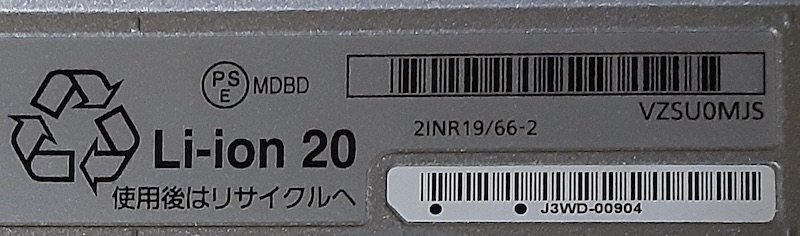 PS
E
MDBD
VZSU0MJS
2INR19/66-2
Li-ion 20
使用後はリサイクルへ
J3WD-00904